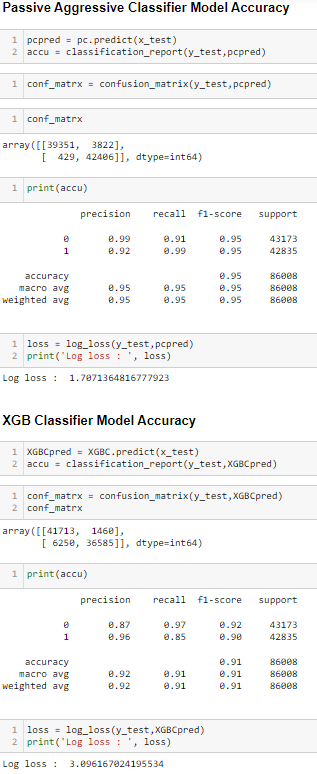 Passive Aggressive Classifier Model Accuracy
1 pcpred = pc.predict(x_test)
2 accu = classification_report(y_test,pcpred)
1 conf_matrx = confusion_matrix(y_test,pcpred)
1 conf_matrx
array([[39351, 3822],
[ 429, 42406]], dtype=int64)
1 print(accu)
precision recall f1-score support
0 0.99 0.91 0.95 43173
1 0.92 0.99 0.95 42835
accuracy 0.95 86008
macro avg 0.95 0.95 0.95 86008
weighted avg 0.95 0.95 0.95 86008
1 loss = log_loss(y_test,pcpred)
2 print('Log loss : ', loss)
Log loss : 1.7071364816777923
XGB Classifier Model Accuracy
1 XGBCpred = XGBC.predict(x_test)
2 accu = classification_report(y_test,XGBCpred)
1 conf_matrx = confusion_matrix(y_test,XGBCpred)
2 conf_matrx
array([[41713, 1460],
[ 6250, 36585]], dtype=int64)
1 print(accu)
precision recall f1-score support
0 0.87 0.97 0.92 43173
1 0.96 0.85 0.90 42835
accuracy 0.91 86008
macro avg 0.92 0.91 0.91 86008
weighted avg 0.92 0.91 0.91 86008
1 loss = log_loss(y_test,XGBCpred)
2 print('Log loss : ', loss)
Log loss : 3.096167024195534